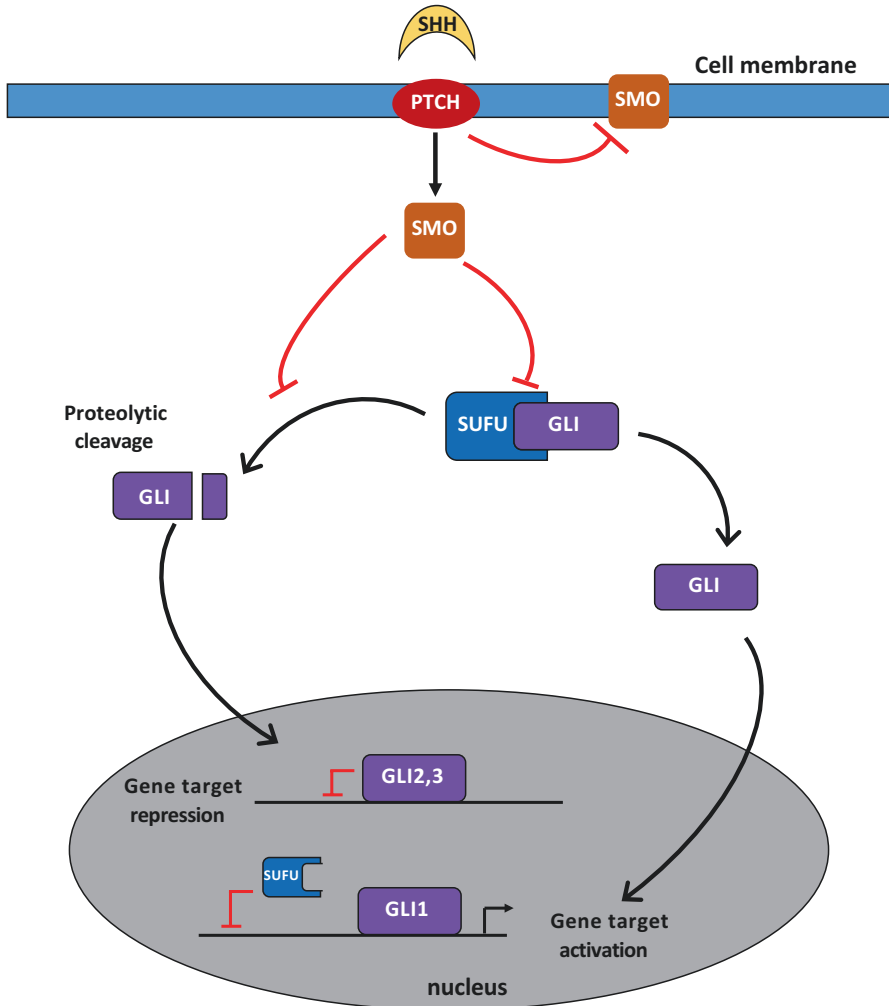 SHH
Cell membrane
PTCH
SMO
SMO
Proteolytic
cleavage
SUFU
GLI
GLI
GLI
GLI2,3
Gene target
repression
SUFU
GLI1
Gene target
activation
nucleus